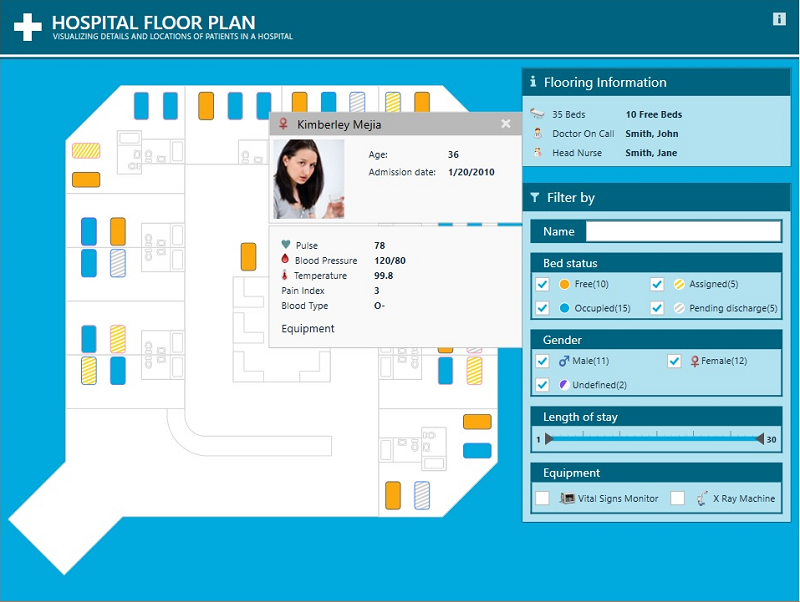 HOSPITAL FLOOR PLAN
VISUALIZING DETAILS AND LOCATIONS OF PATIENTS IN A HOSPITAL
i
Kimberley Mejia
Age: 36
Admission date: 1/20/2010
Pulse 78
Blood Pressure 120/80
Temperature 99.8
Pain Index 3
Blood Type O-
Equipment
i Flooring Information
35 Beds 10 Free Beds
Doctor On Call Smith, John
Head Nurse Smith, Jane
Filter by
Name
Bed status
Free(10) Assigned(5)
Occupied(15) Pending discharge(5)
Gender
Male(11) Female(12)
Undefined(2)
Length of stay
1 30
Equipment
Vital Signs Monitor X Ray Machine